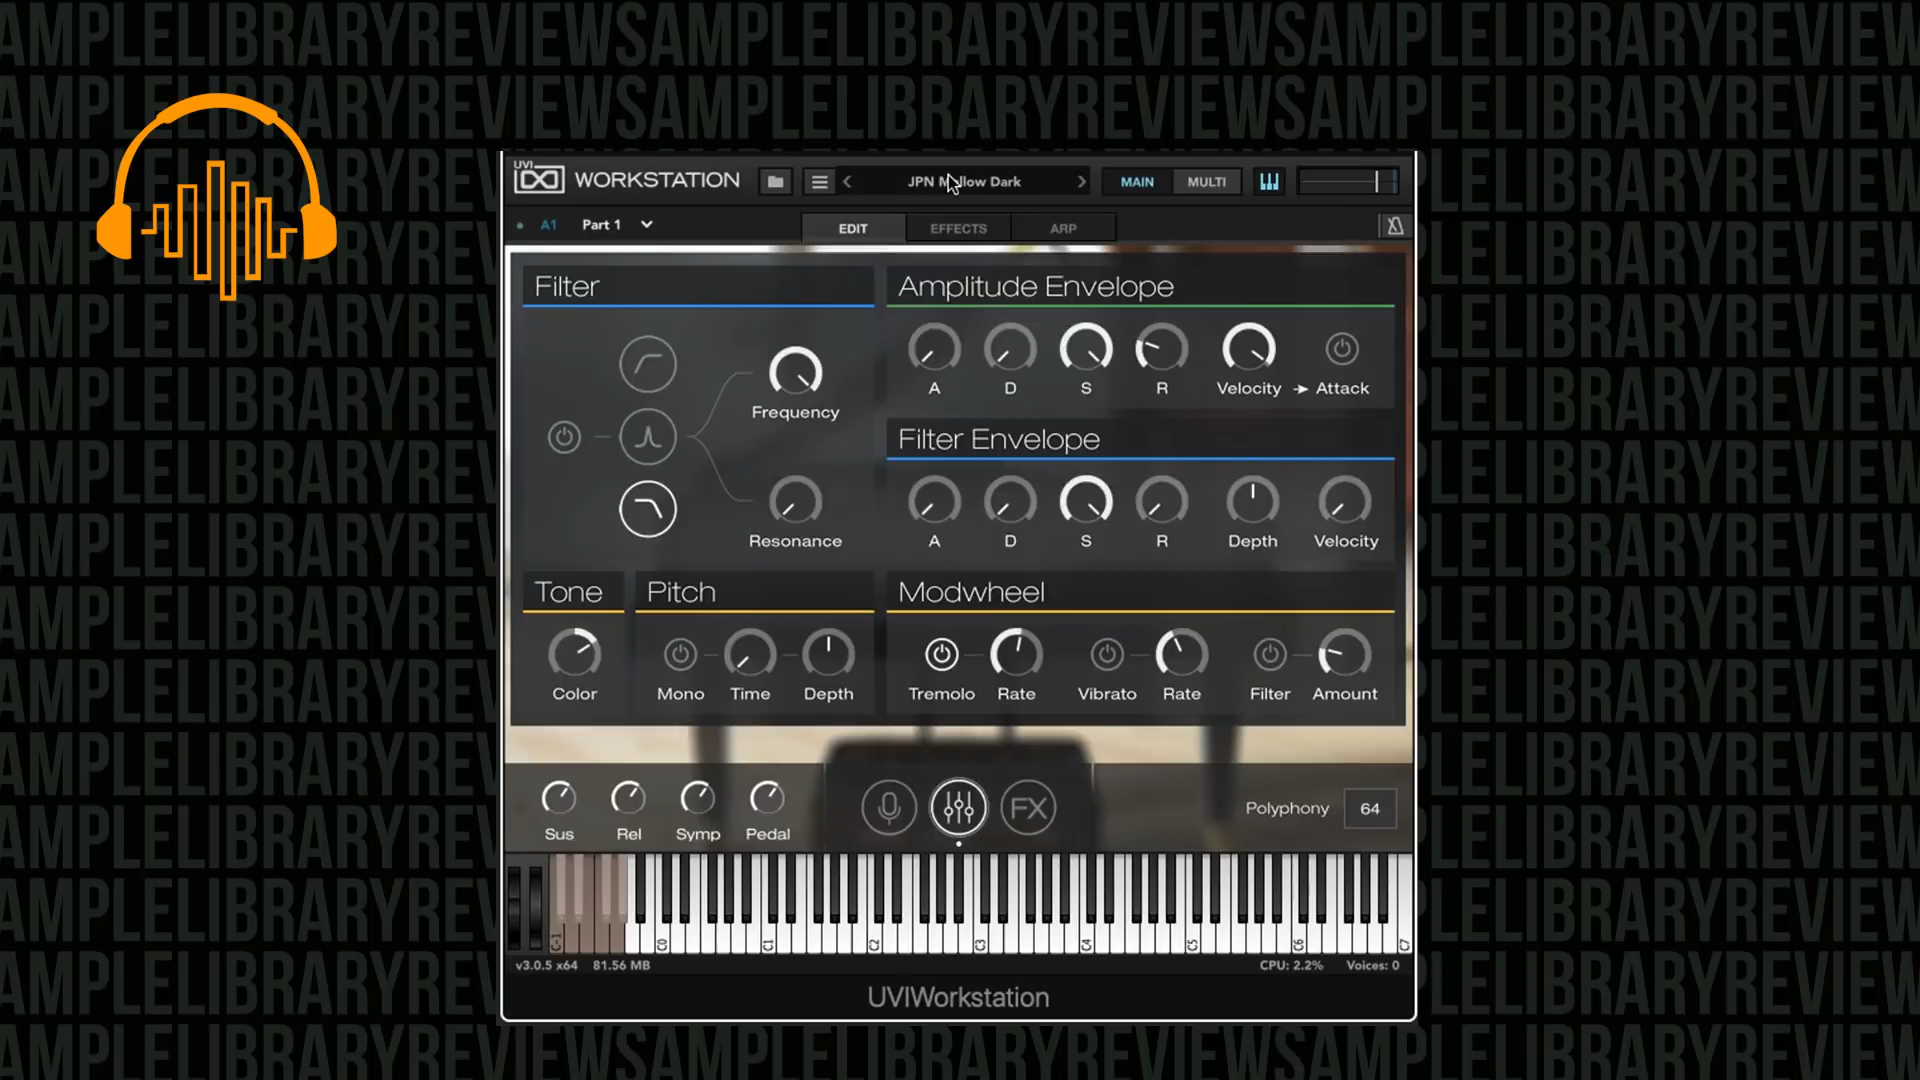 SAMPLELIBRARYREVIEW
UVI
WORKSTATION
JPN Mellow Dark
MAIN
MULTI
A1
Part 1
EDIT
EFFECTS
ARP
Filter
Frequency
Resonance
Amplitude Envelope
A
D
S
R
Velocity
Attack
Filter Envelope
A
D
S
R
Depth
Velocity
Tone
Color
Pitch
Mono
Time
Depth
Modwheel
Tremolo
Rate
Vibrato
Rate
Filter
Amount
Sus
Rel
Symp
Pedal
FX
Polyphony
64
C-1
C0
C1
C2
C3
C4
C5
C6
C7
v3.0.5 x64
81.56 MB
CPU: 2.2%
Voices: 0
UVIWorkstation